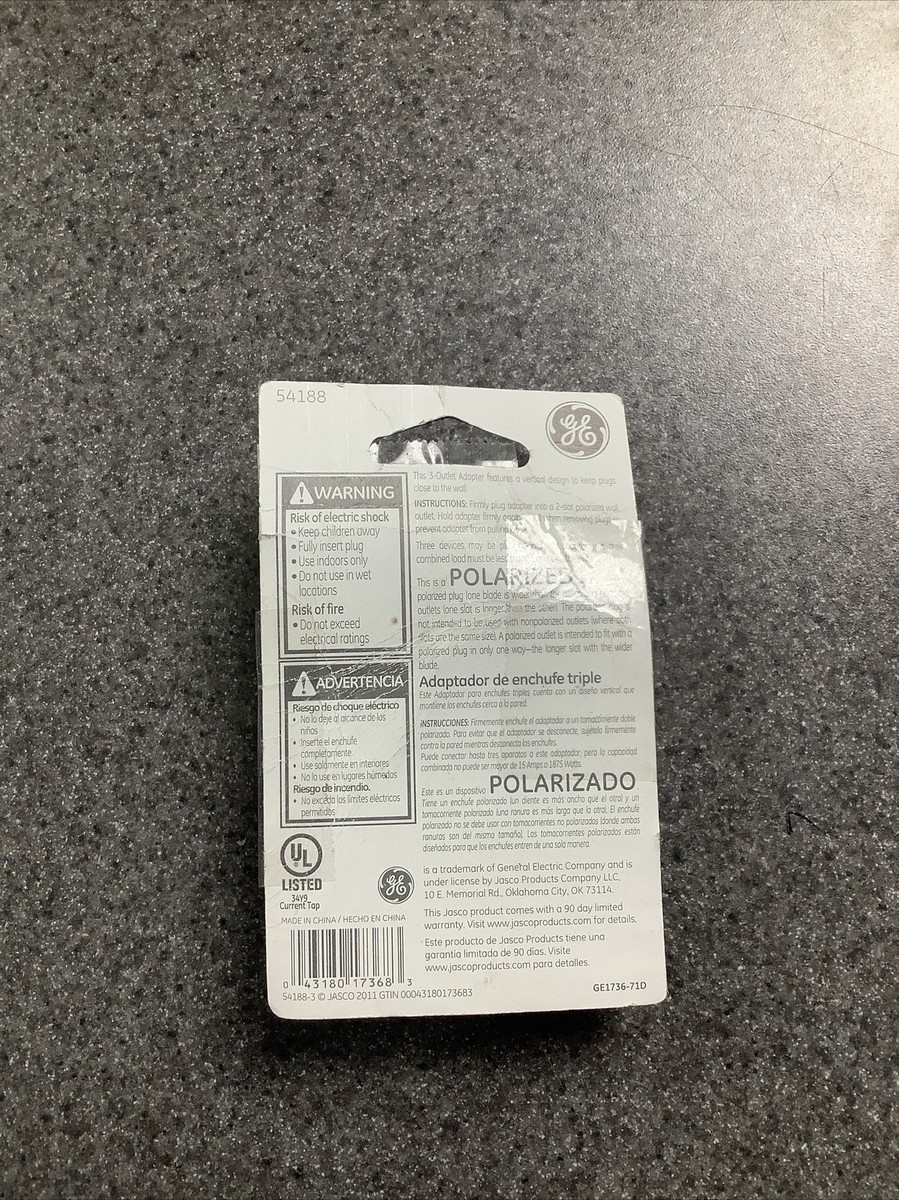 54188
GE
WARNING
Risk of electric shock
• Keep children away
• Fully insert plug
• Use indoors only
• Do not use in wet
locations
Risk of fire
• Do not exceed
electrical ratings
ADVERTENCIA
Riesgo de choque eléctrico
• No lo deje al alcance de los
niños
• Inserte el enchufe
completamente
• Use solamente en interiores
• No lo use en lugares húmedos
Riesgo de incendio.
• No exceda los límites eléctricos
permitidos
This 3-Outlet Adapter features a vertical design to keep plugs
close to the wall.
INSTRUCTIONS: Firmly plug adapter into a 2-slot polarized wall
outlet. Hold adapter firmly when removing plugs
prevent adapter from pulling
Three devices may be
combined load must be less
This is a POLARIZED
polarized plug (one blade is wider than the
outlets (one slot is longer than the other). The polarized plug is
not intended to be used with nonpolarized outlets (where both
slots are the same size). A polarized outlet is intended to fit with a
polarized plug in only one way—the longer slot with the wider
blade.
Adaptador de enchufe triple
Este Adaptador para enchufes triples cuenta con un diseño vertical que
mantiene los enchufes cerca a la pared.
INSTRUCCIONES: Firmemente enchufe el adaptador a un tomacorriente doble
polarizado. Para evitar que el adaptador se desconecte, sujételo firmemente
contra la pared mientras desconecta los enchufes.
Puede conectar hasta tres aparatos a este adaptador, pero la capacidad
combinada no puede ser mayor de 15 Amps o 1875 Watts.
Este es un dispositivo POLARIZADO
Tiene un enchufe polarizado (un diente es más ancho que el otro) y un
tomacorriente polarizado (una ranura es más larga que la otra). El enchufe
polarizado no se debe usar con tomacorrientes no polarizados (donde ambas
ranuras son del mismo tamaño). Los tomacorrientes polarizados están
diseñados para que los enchufes entren de una sola manera.
UL
LISTED
34Y9
Current Tap
MADE IN CHINA / HECHO EN CHINA
GE
is a trademark of General Electric Company and is
under license by Jasco Products Company LLC,
10 E. Memorial Rd., Oklahoma City, OK 73114.
This Jasco product comes with a 90 day limited
warranty. Visit www.jascoproducts.com for details.
Este producto de Jasco Products tiene una
garantía limitada de 90 días. Visite
www.jascoproducts.com para detalles.
0 43180 17368 3
54188-3 © JASCO 2011 GTIN 00043180173683
GE1736-71D